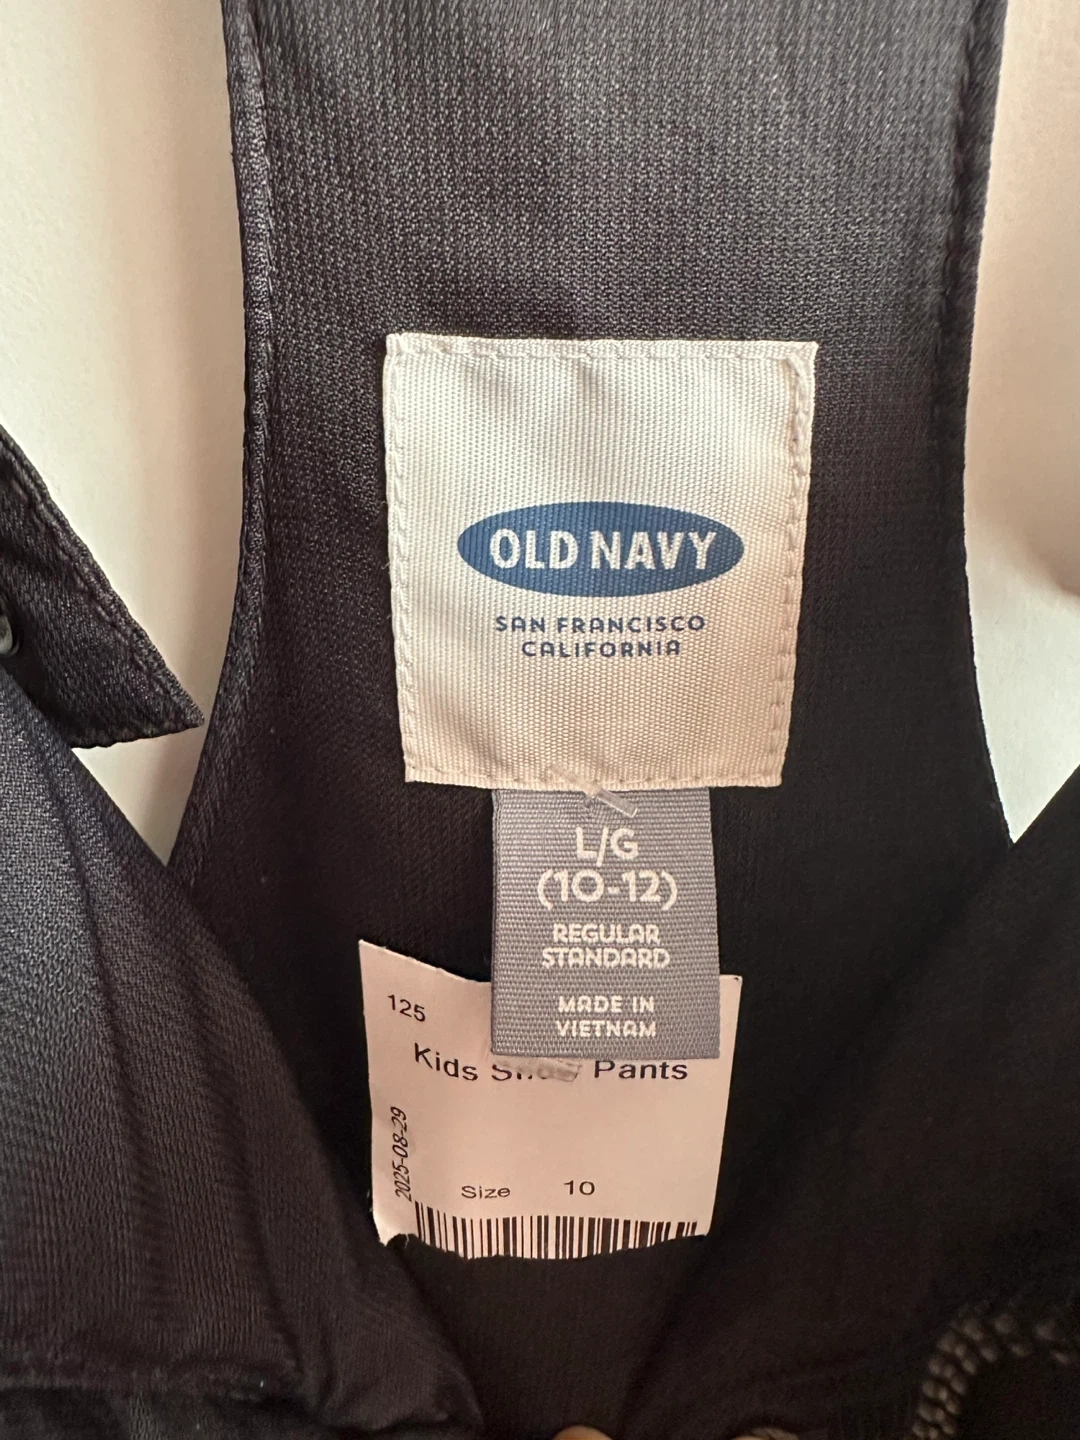 OLD NAVY
SAN FRANCISCO
CALIFORNIA
L/G
(10-12)
REGULAR
STANDARD
MADE IN
VIETNAM
125
Kids Pants
2025-08-29
Size 10